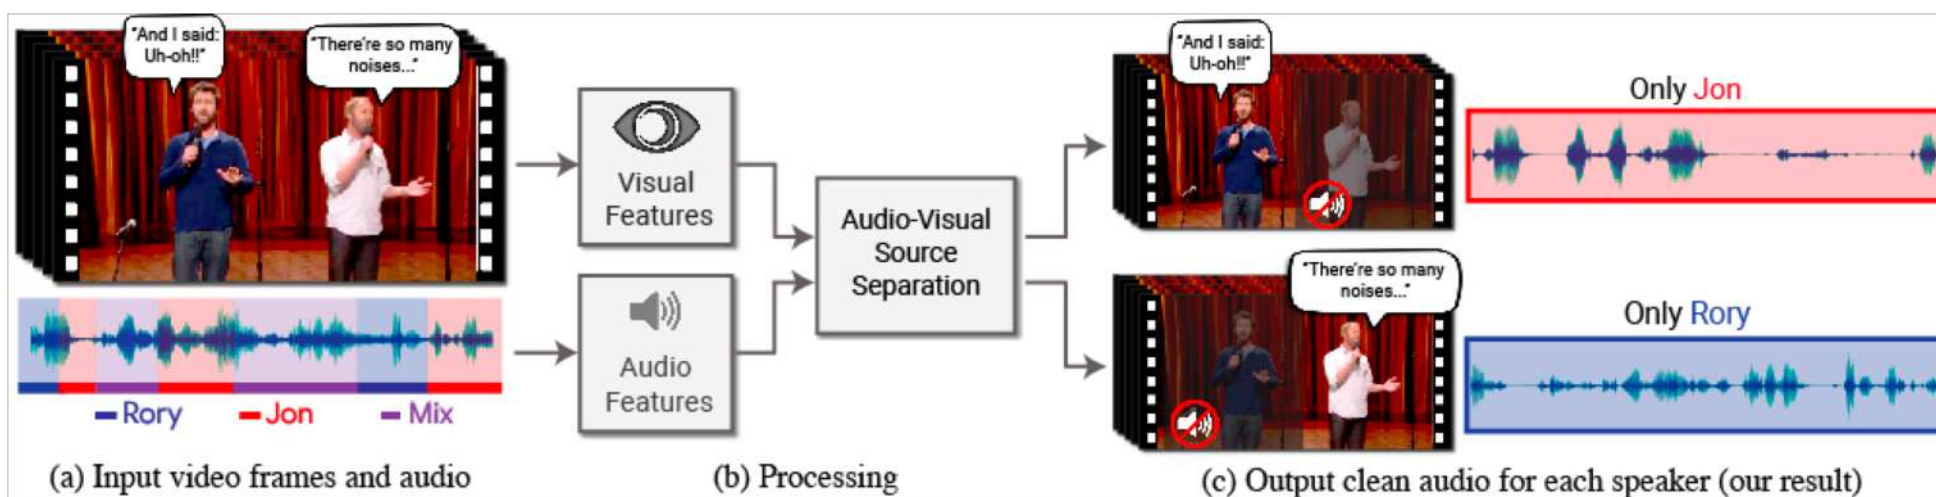 "And I said:
Uh-oh!!"
"There're so many
noises..."
Rory
Jon
Mix
(a) Input video frames and audio
Visual
Features
Audio
Features
Audio-Visual
Source
Separation
(b) Processing
"And I said:
Uh-oh!!"
Only Jon
"There're so many
noises..."
Only Rory
(c) Output clean audio for each speaker (our result)